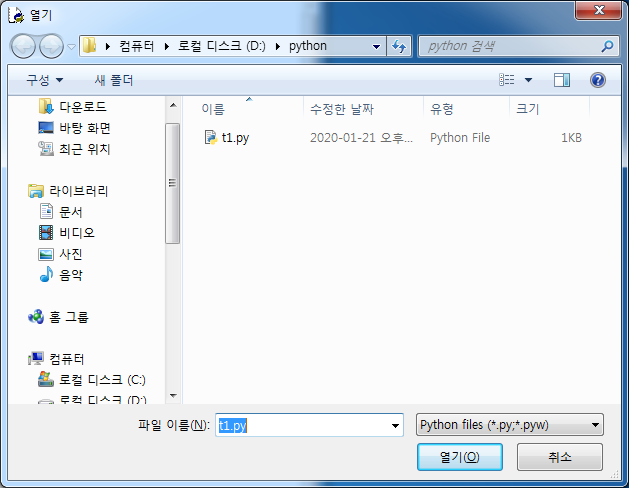 열기
컴퓨터 ▶ 로컬 디스크 (D:) ▶ python
python 검색
구성 ▼ 새 폴더
이름 수정한 날짜 유형 크기
t1.py 2020-01-21 오후... Python File 1KB
다운로드
바탕 화면
최근 위치
라이브러리
문서
비디오
사진
음악
홈 그룹
컴퓨터
로컬 디스크 (C:)
로컬 디스크 (D:)
파일 이름(N): t1.py Python files (*.py;*.pyw)
열기(O) 취소